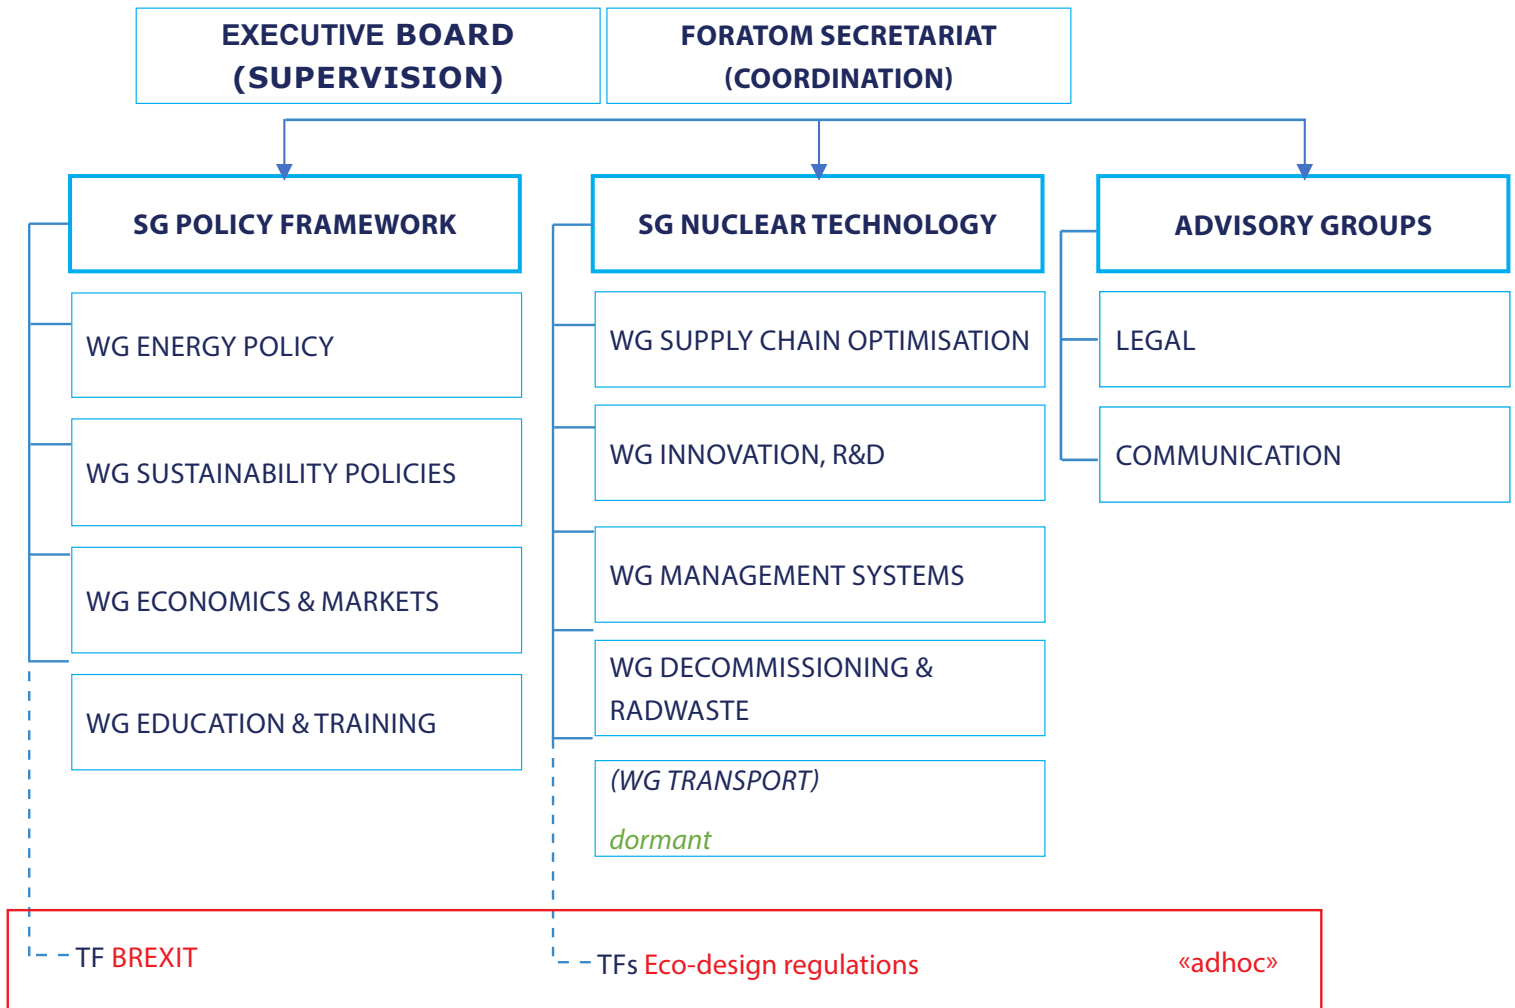 EXECUTIVE BOARD
(SUPERVISION)
FORATOM SECRETARIAT
(COORDINATION)
SG POLICY FRAMEWORK
WG ENERGY POLICY
WG SUSTAINABILITY POLICIES
WG ECONOMICS & MARKETS
WG EDUCATION & TRAINING
SG NUCLEAR TECHNOLOGY
WG SUPPLY CHAIN OPTIMISATION
WG INNOVATION, R&D
WG MANAGEMENT SYSTEMS
WG DECOMMISSIONING &
RADWASTE
(WG TRANSPORT)
dormant
ADVISORY GROUPS
LEGAL
COMMUNICATION
TF BREXIT
TFs Eco-design regulations
«adhoc»